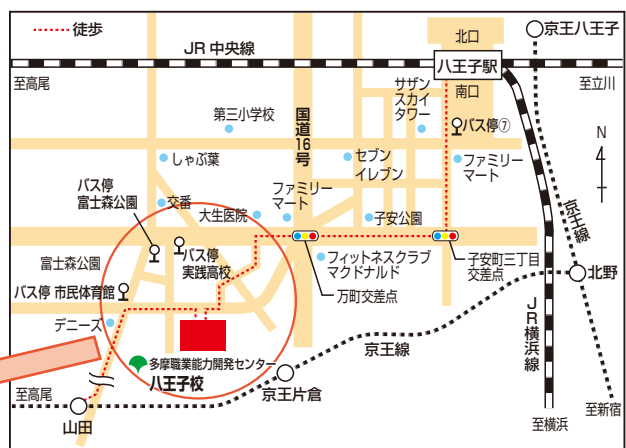 徒歩
北口
京王八王子
JR中央線
八王子駅
至高尾
至立川
サザン
スカイ
タワー
南口
第三小学校
国道16号
バス停⑦
N
しゃぶ葉
セブン
イレブン
ファミリー
マート
バス停
富士森公園
交番
ファミリー
マート
大生医院
子安公園
京王線
富士森公園
バス停
実践高校
フィットネスクラブ
マクドナルド
子安町三丁目
交差点
北野
バス停 市民体育館
万町交差点
デニーズ
JR横浜線
京王線
多摩職業能力開発センター
八王子校
至高尾
京王片倉
山田
至横浜
至新宿